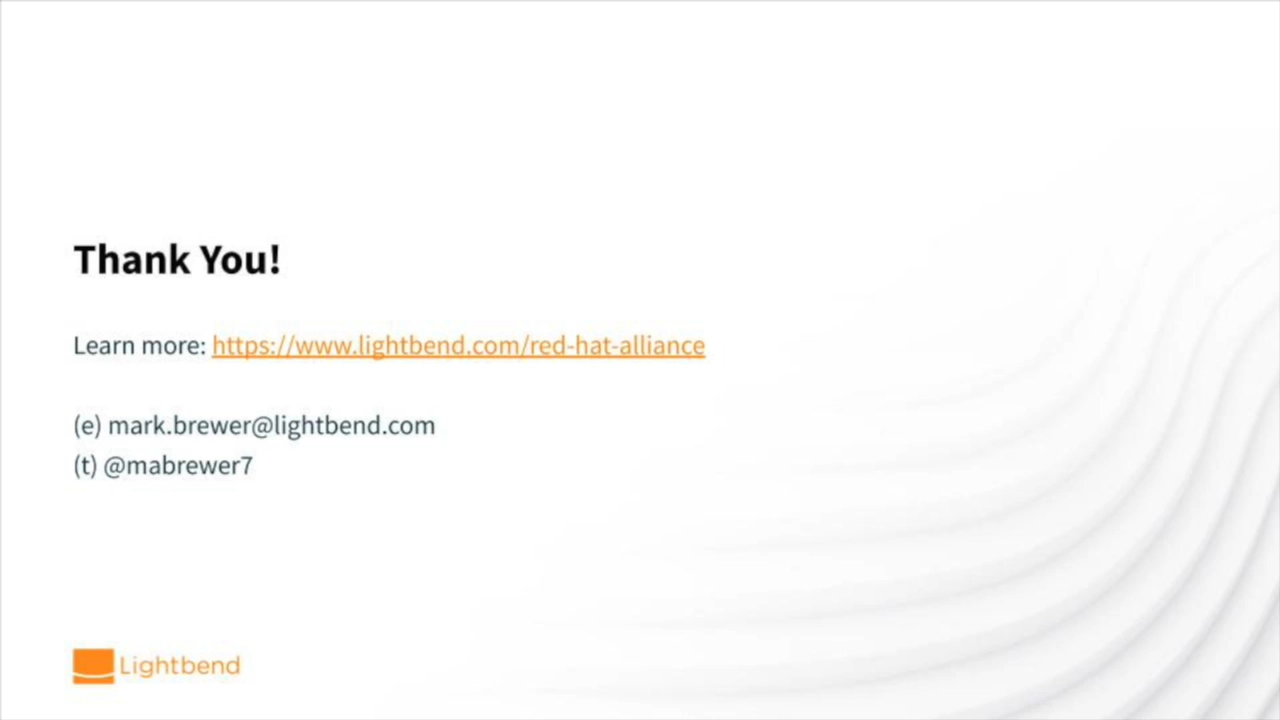 Thank You!
Learn more: https://www.lightbend.com/red-hat-alliance
(e) mark.brewer@lightbend.com
(t) @mabrewer7
Lightbend